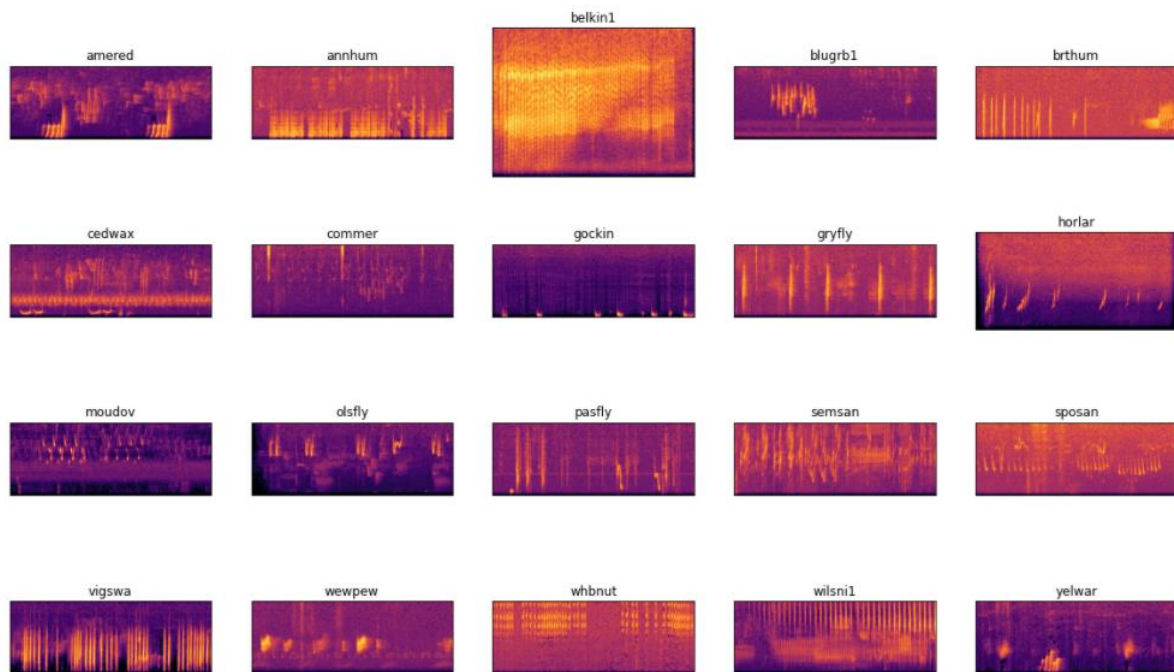 belkin1
amered annhum blugrb1 brthum
cedwax commer gockin gryfly horlar
moudov olsfly pasfly semsan sposan
vigswa wewpew whbnut wilsni1 yelwar